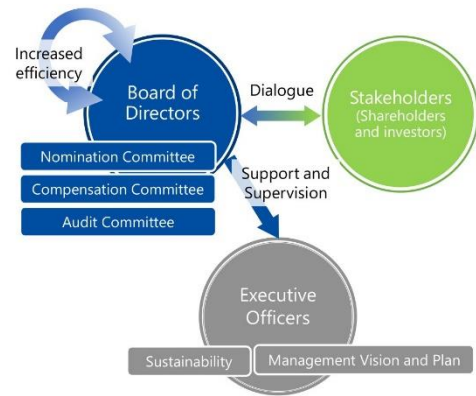 Increased
efficiency
Board of
Directors
Dialogue
Stakeholders
(Shareholders
and investors)
Nomination Committee
Compensation Committee
Audit Committee
Support and
Supervision
Executive
Officers
Sustainability
Management Vision and Plan